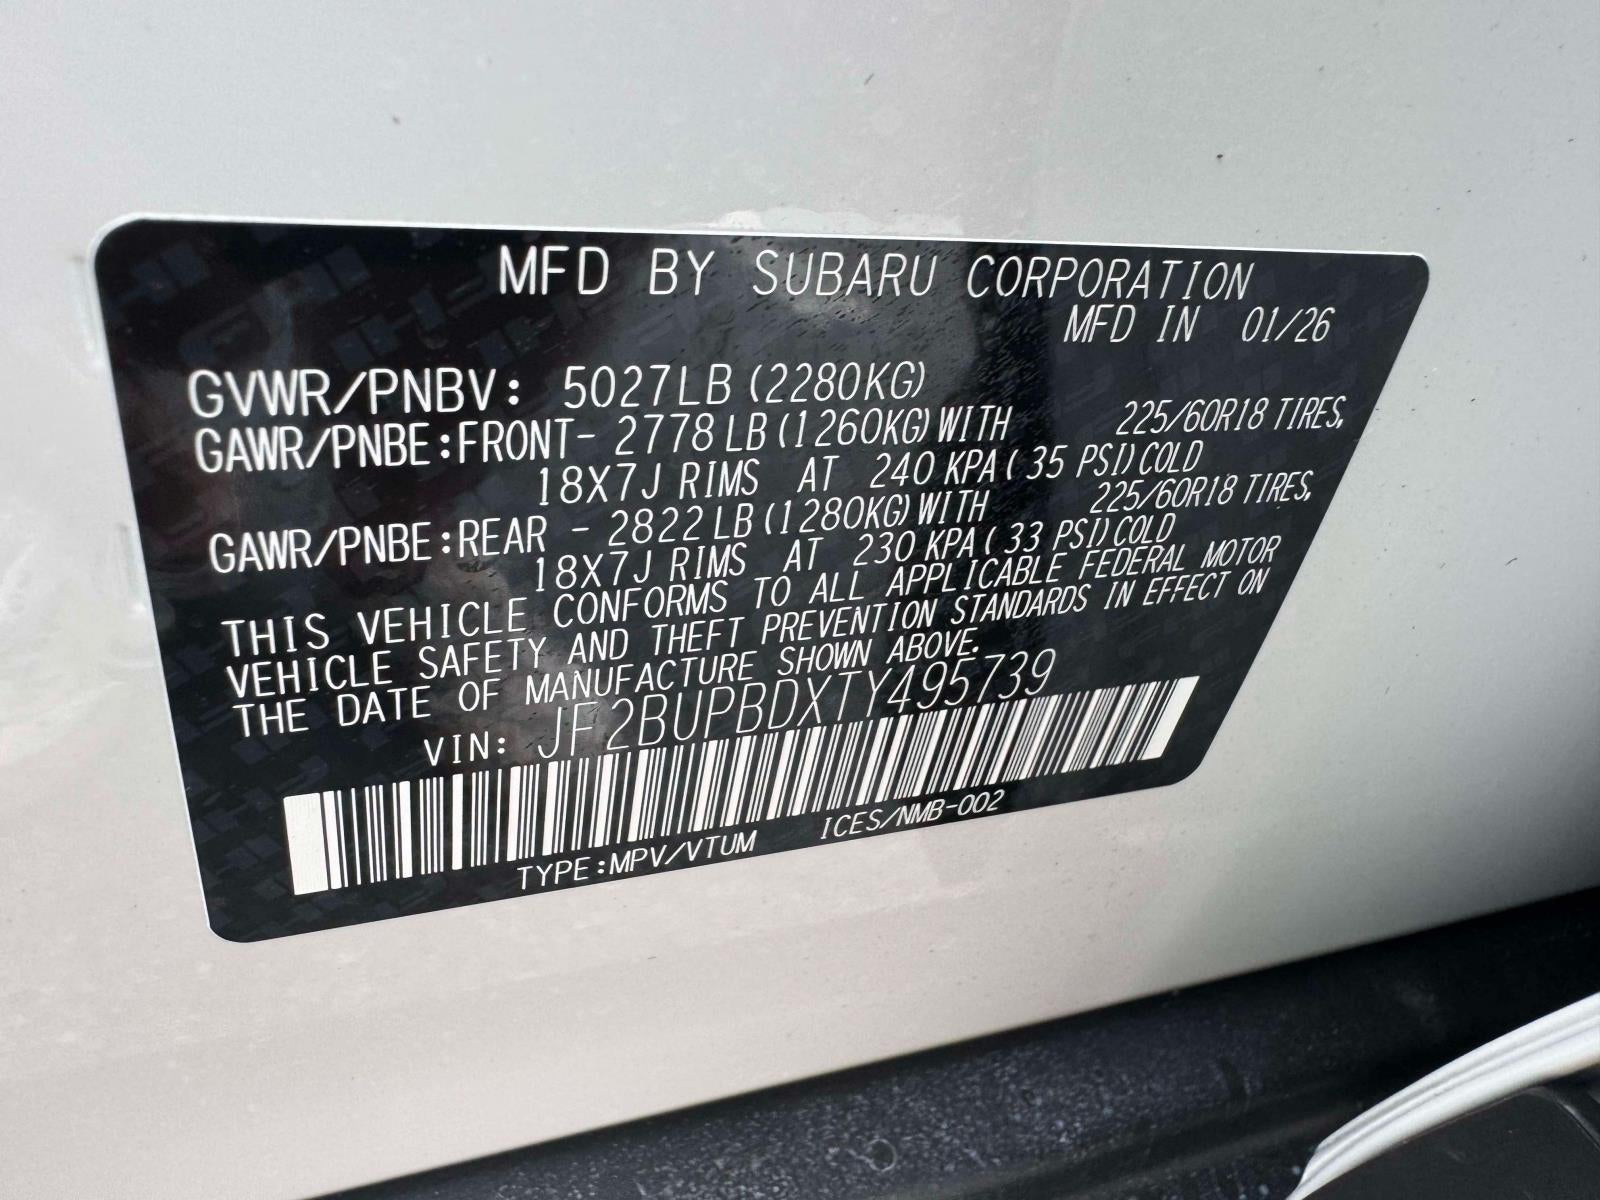 MFD BY SUBARU CORPORATION
MFD IN 01/26
GVWR/PNBV: 5027LB (2280KG)
GAWR/PNBE:FRONT- 2778LB(1260KG)WITH 225/60R18 TIRES,
18X7J RIMS AT 240 KPA( 35 PSI)COLD
GAWR/PNBE:REAR - 2822LB(1280KG)WITH 225/60R18 TIRES,
18X7J RIMS AT 230 KPA( 33 PSI)COLD
THIS VEHICLE CONFORMS TO ALL APPLICABLE FEDERAL MOTOR
VEHICLE SAFETY AND THEFT PREVENTION STANDARDS IN EFFECT ON
THE DATE OF MANUFACTURE SHOWN ABOVE.
VIN: JF2BUPBDXTY495739
TYPE:MPV/VTUM ICES/NMB-002